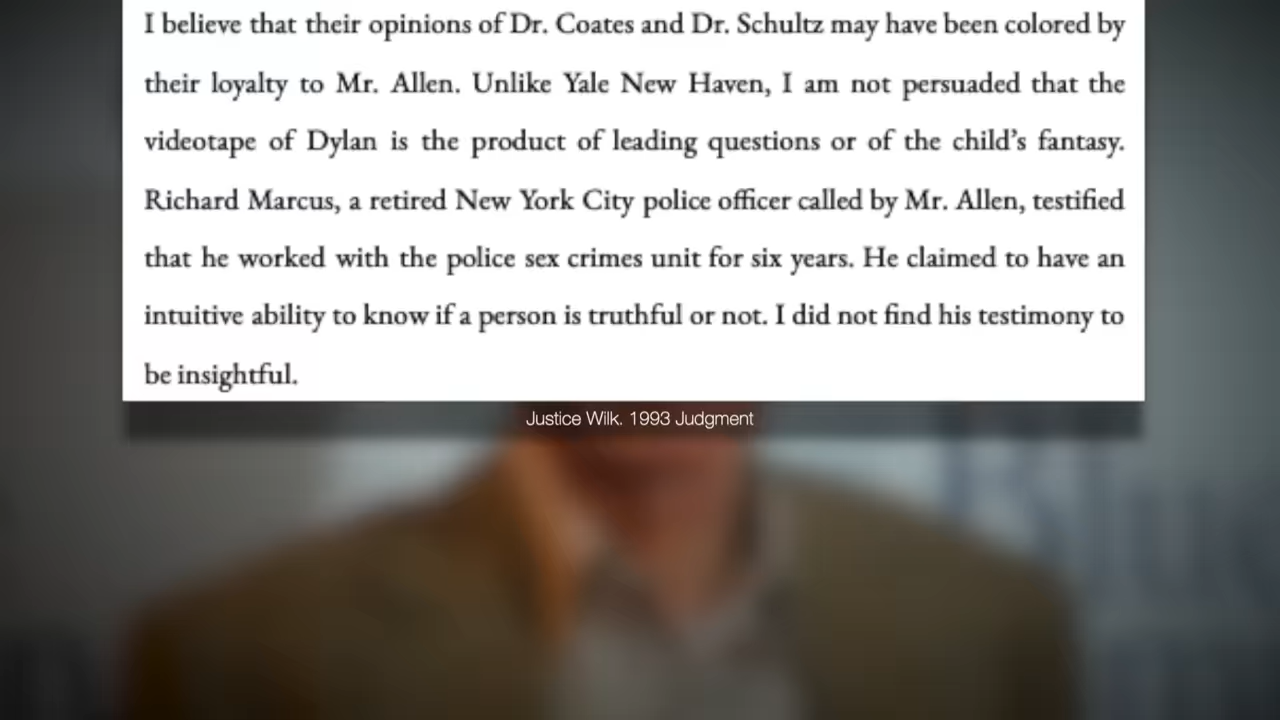 I believe that their opinions of Dr. Coates and Dr. Schultz may have been colored by
their loyalty to Mr. Allen. Unlike Yale New Haven, I am not persuaded that the
videotape of Dylan is the product of leading questions or of the child’s fantasy.
Richard Marcus, a retired New York City police officer called by Mr. Allen, testified
that he worked with the police sex crimes unit for six years. He claimed to have an
intuitive ability to know if a person is truthful or not. I did not find his testimony to
be insightful.
Justice Wilk. 1993 Judgment